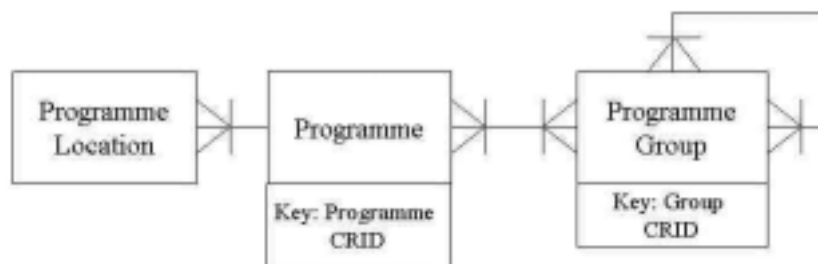 Programme
Location
Programme
Key: Programme
CRID
Programme
Group
Key: Group
CRID